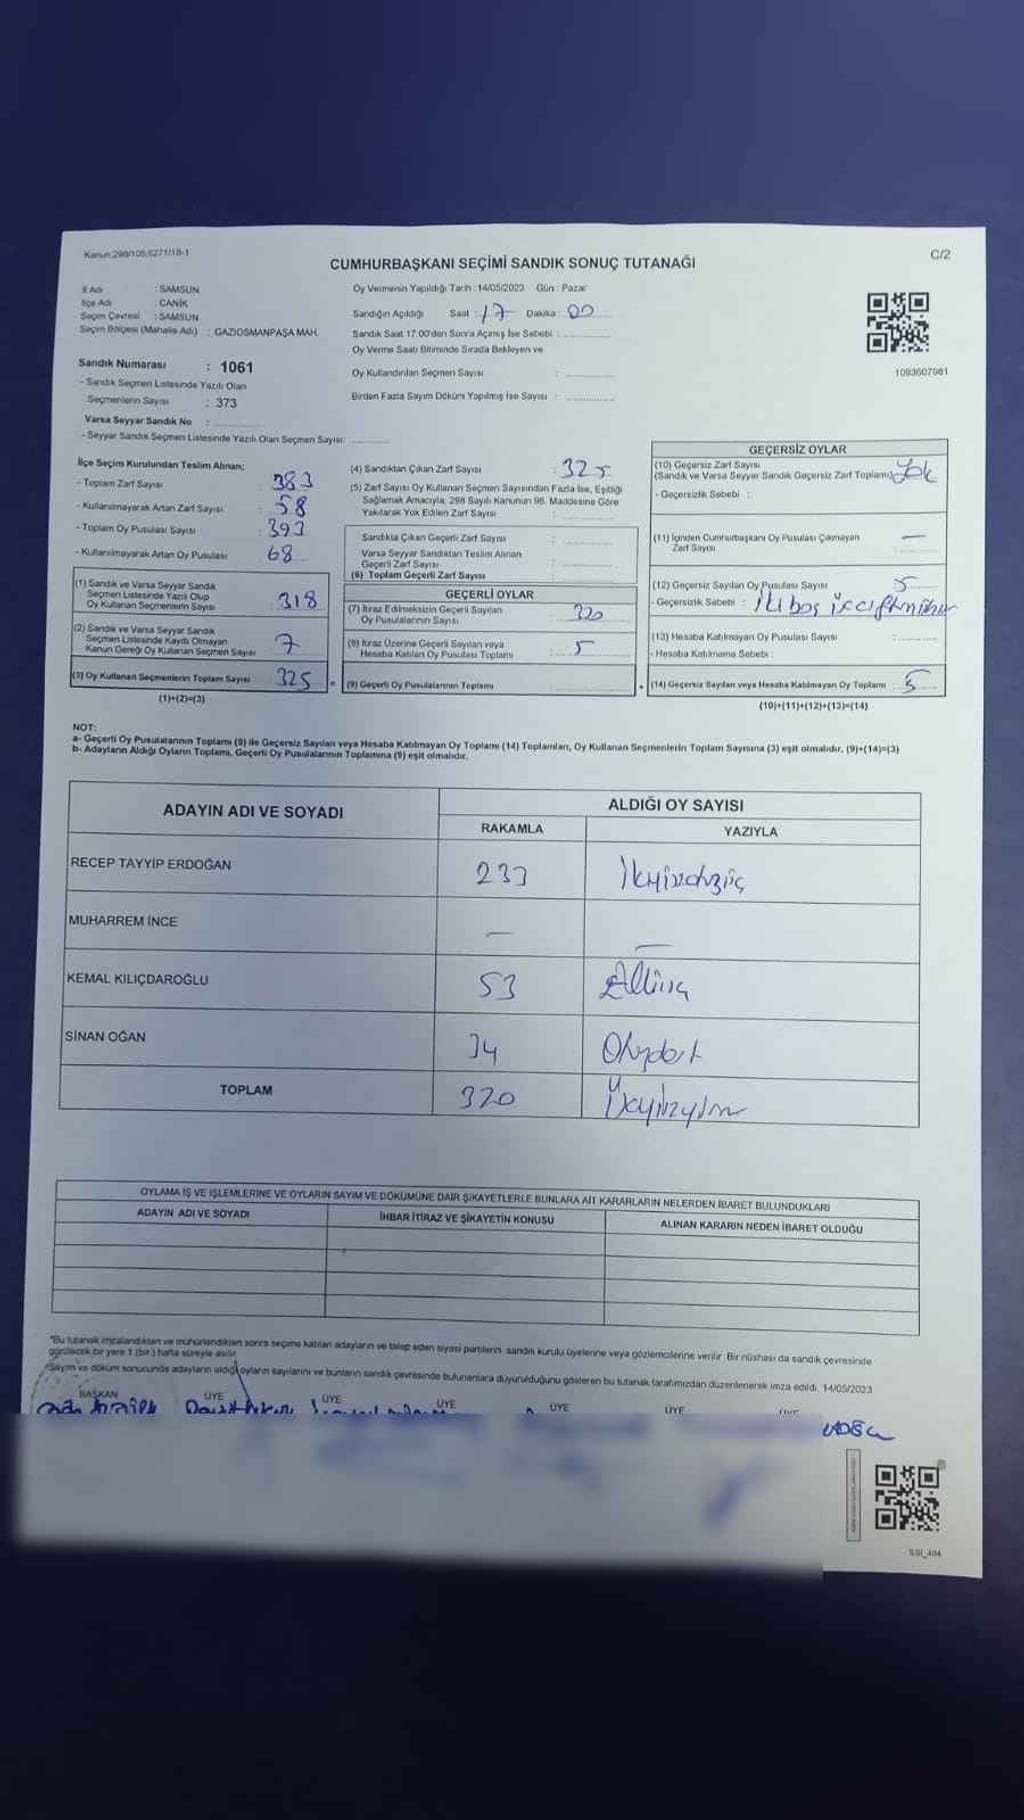 Kanun:298/105;6271/18-1
C/2
CUMHURBAŞKANI SEÇİMİ SANDIK SONUÇ TUTANAĞI
İl Adı : SAMSUN
İlçe Adı : CANİK
Seçim Çevresi : SAMSUN
Seçim Bölgesi (Mahalle Adı) : GAZİOSMANPAŞA MAH.
Oy Vermenin Yapıldığı Tarih : 14/05/2023 Gün : Pazar
Sandığın Açıldığı Saat : 17 Dakika : 00
Sandık Saat 17.00'den Sonra Açılmış İse Sebebi :
Oy Verme Saati Bitiminde Sırada Bekleyen ve
Oy Kullandırılan Seçmen Sayısı :
Birden Fazla Sayım Döküm Yapılmış İse Sayısı :
1093607981
Sandık Numarası : 1061
- Sandık Seçmen Listesinde Yazılı Olan
Seçmenlerin Sayısı : 373
Varsa Seyyar Sandık No :
- Seyyar Sandık Seçmen Listesinde Yazılı Olan Seçmen Sayısı:
İlçe Seçim Kurulundan Teslim Alınan;
- Toplam Zarf Sayısı : 383
- Kullanılmayarak Artan Zarf Sayısı : 58
- Toplam Oy Pusulası Sayısı : 393
- Kullanılmayarak Artan Oy Pusulası : 68
(1) Sandık ve Varsa Seyyar Sandık
Seçmen Listesinde Yazılı Olup
Oy Kullanan Seçmenlerin Sayısı : 318
(2) Sandık ve Varsa Seyyar Sandık
Seçmen Listesinde Kaydı Olmayan
Kanun Gereği Oy Kullanan Seçmen Sayısı : 7
(3) Oy Kullanan Seçmenlerin Toplam Sayısı : 325
(1)+(2)=(3)
(4) Sandıktan Çıkan Zarf Sayısı : 325
(5) Zarf Sayısı Oy Kullanan Seçmen Sayısından Fazla İse, Eşitliği
Sağlamak Amacıyla; 298 Sayılı Kanunun 98. Maddesine Göre
Yakılarak Yok Edilen Zarf Sayısı :
Sandıkta Çıkan Geçerli Zarf Sayısı :
Varsa Seyyar Sandıktan Teslim Alınan
Geçerli Zarf Sayısı :
(6) Toplam Geçerli Zarf Sayısı :
GEÇERLİ OYLAR
(7) İtiraz Edilmeksizin Geçerli Sayılan
Oy Pusulalarının Sayısı : 320
(8) İtiraz Üzerine Geçerli Sayılan veya
Hesaba Katılan Oy Pusulası Toplamı : 5
= (9) Geçerli Oy Pusulalarının Toplamı
GEÇERSİZ OYLAR
(10) Geçersiz Zarf Sayısı
(Sandık ve Varsa Seyyar Sandık Geçersiz Zarf Toplamı) Yok
- Geçersizlik Sebebi :
(11) İçinden Cumhurbaşkanı Oy Pusulası Çıkmayan
Zarf Sayısı —
(12) Geçersiz Sayılan Oy Pusulası Sayısı : 5
- Geçersizlik Sebebi :
(13) Hesaba Katılmayan Oy Pusulası Sayısı :
- Hesaba Katılmama Sebebi :
+ (14) Geçersiz Sayılan veya Hesaba Katılmayan Oy Toplamı : 5
(10)+(11)+(12)+(13)=(14)
NOT:
a- Geçerli Oy Pusulalarının Toplamı (9) ile Geçersiz Sayılan veya Hesaba Katılmayan Oy Toplamı (14) Toplamları, Oy Kullanan Seçmenlerin Toplam Sayısına (3) eşit olmalıdır. (9)+(14)=(3)
b- Adayların Aldığı Oyların Toplamı, Geçerli Oy Pusulalarının Toplamına (9) eşit olmalıdır.
ADAYIN ADI VE SOYADI
ALDIĞI OY SAYISI
RAKAMLA
YAZIYLA
RECEP TAYYİP ERDOĞAN 233
MUHARREM İNCE — —
KEMAL KILIÇDAROĞLU 53 Elliüç
SİNAN OĞAN 34 Otuzdört
TOPLAM 320 Üçyüzyirmi
OYLAMA İŞ VE İŞLEMLERİNE VE OYLARIN SAYIM VE DÖKÜMÜNE DAİR ŞİKAYETLERLE BUNLARA AİT KARARLARIN NELERDEN İBARET BULUNDUKLARI
ADAYIN ADI VE SOYADI
İHBAR İTİRAZ VE ŞİKAYETİN KONUSU
ALINAN KARARIN NEDEN İBARET OLDUĞU
*Bu tutanak imzalandıktan ve mühürlendikten sonra seçime katılan adayların ve talep eden siyasi partilerin sandık kurulu üyelerine veya gözlemcilerine verilir. Bir nüshası da sandık çevresinde
görülecek bir yere 1 (bir) hafta süreyle asılır.
Sayım ve döküm sonucunda adayların aldığı oyların sayılarını ve bunların sandık çevresinde bulunanlara duyurulduğunu gösteren bu tutanak tarafımızdan düzenlenerek imza edildi. 14/05/2023
BAŞKAN ÜYE ÜYE ÜYE ÜYE ÜYE